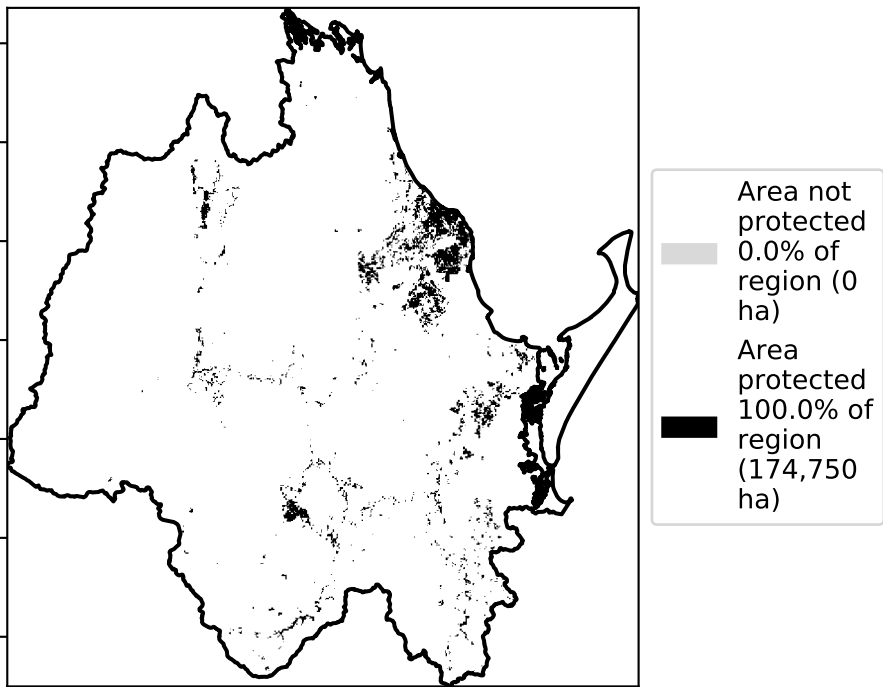 Area not
protected
0.0% of
region (0
ha)
Area
protected
100.0% of
region
(174,750
ha)